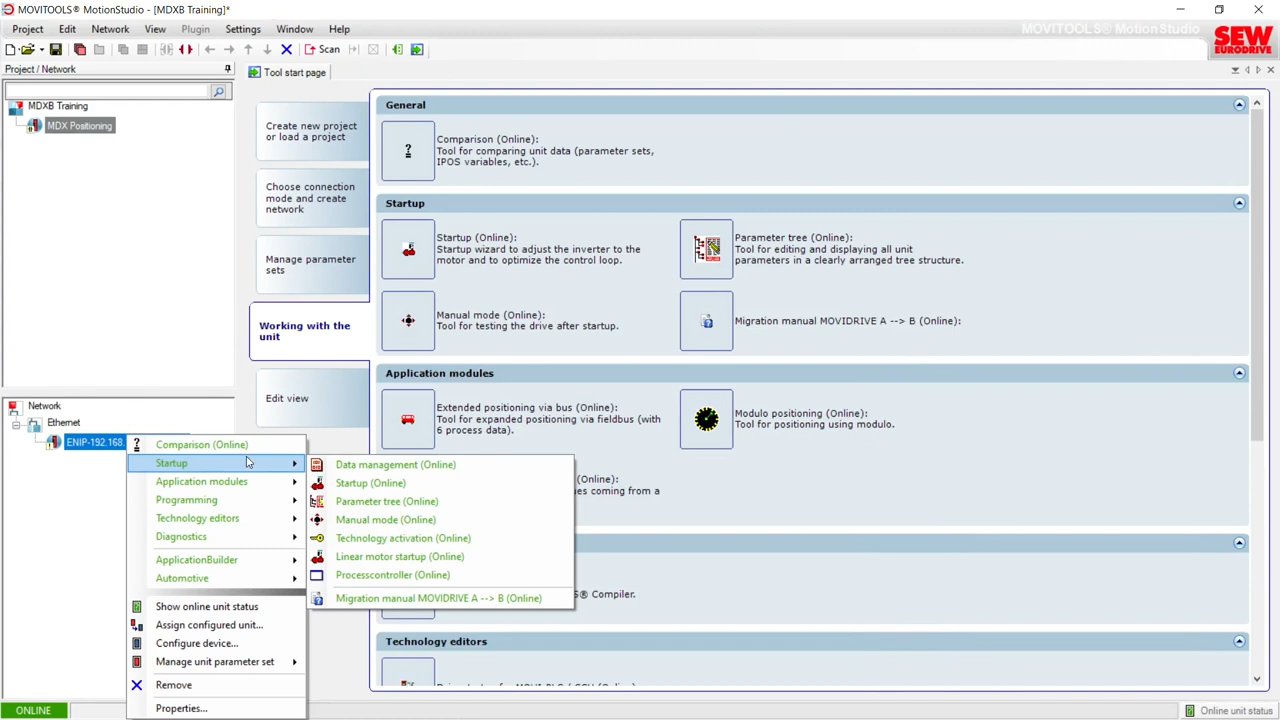 MOVITOOLS® MotionStudio - [MDXB Training]*
Project Edit Network View Plugin Settings Window Help
MOVITOOLS® MotionStudio
SEW
EURODRIVE
Scan
Project / Network
Tool start page
MDXB Training
MDX Positioning
Create new project
or load a project
Choose connection
mode and create
network
Manage parameter
sets
Working with the
unit
Edit view
General
Comparison (Online):
Tool for comparing unit data (parameter sets,
IPOS variables, etc.).
Startup
Startup (Online):
Startup wizard to adjust the inverter to the
motor and to optimize the control loop.
Parameter tree (Online):
Tool for editing and displaying all unit
parameters in a clearly arranged tree structure.
Manual mode (Online):
Tool for testing the drive after startup.
Migration manual MOVIDRIVE A --> B (Online):
Application modules
Extended positioning via bus (Online):
Tool for expanded positioning via fieldbus (with
6 process data).
Modulo positioning (Online):
Tool for positioning using modulo.
(Online):
coming from a
® Compiler.
Technology editors
(Online):
Network
Ethernet
ENIP-192.168.
Comparison (Online)
Startup
Application modules
Programming
Technology editors
Diagnostics
ApplicationBuilder
Automotive
Show online unit status
Assign configured unit...
Configure device...
Manage unit parameter set
Remove
Properties...
Data management (Online)
Startup (Online)
Parameter tree (Online)
Manual mode (Online)
Technology activation (Online)
Linear motor startup (Online)
Processcontroller (Online)
Migration manual MOVIDRIVE A --> B (Online)
ONLINE
Online unit status